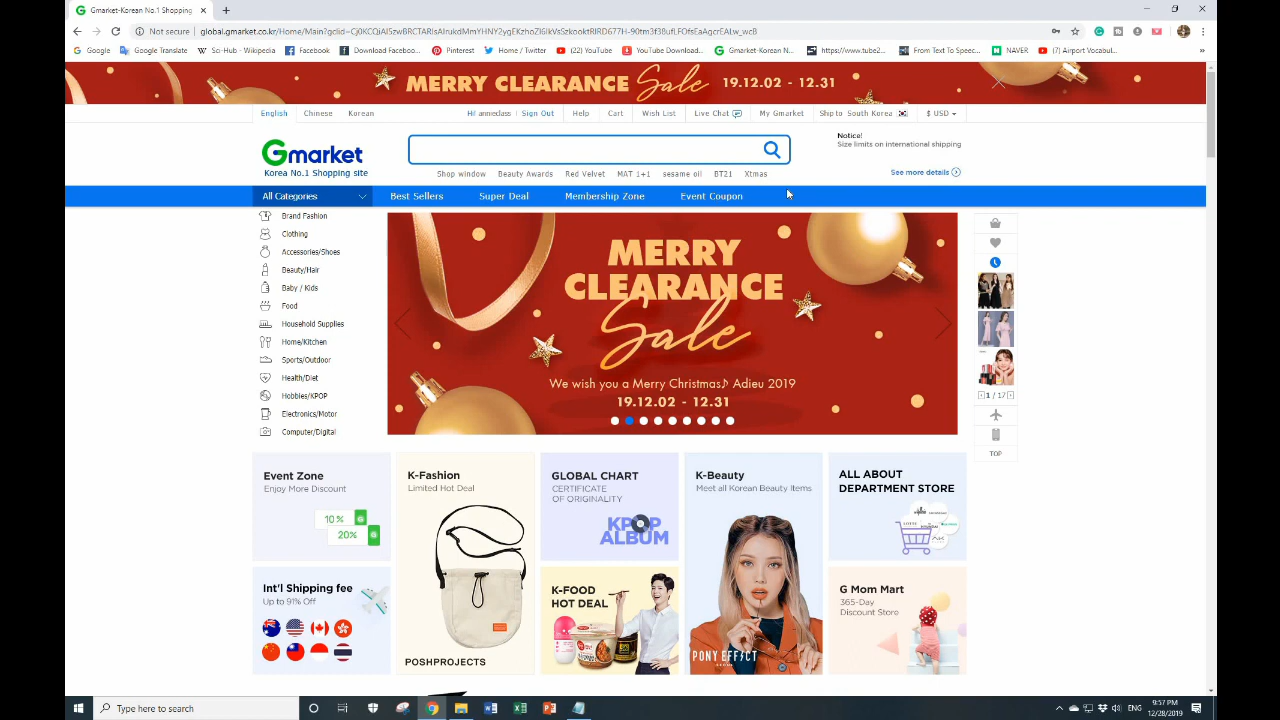 Gmarket-Korean No.1 Shopping
Not secure
global.gmarket.co.kr/Home/Main?gclid=
Google
Google Translate
Sci-Hub - Wikipedia
Facebook
Download Faceboo...
Pinterest
Home / Twitter
(22) YouTube
YouTube Download...
Gmarket-Korean N...
https://www.tube2...
From Text To Speec...
NAVER
(7) Airport Vocabul...
MERRY CLEARANCE Sale 19.12.02 - 12.31
English Chinese Korean
Hi! annedass Sign Out Help Cart Wish List Live Chat My Gmarket Ship to South Korea $ USD
Gmarket
Korea No.1 Shopping site
Notice!
Size limits on international shipping
See more details
Shop window Beauty Awards Red Velvet MAT 1+1 sesame oil BT21 Xtmas
All Categories Best Sellers Super Deal Membership Zone Event Coupon
Brand Fashion
Clothing
Accessories/Shoes
Beauty/Hair
Baby / Kids
Food
Household Supplies
Home/Kitchen
Sports/Outdoor
Health/Diet
Hobbies/KPOP
Electronics/Motor
Computer/Digital
MERRY
CLEARANCE
Sale
We wish you a Merry Christmas♪ Adieu 2019
19.12.02 - 12.31
1 / 17
TOP
Event Zone
Enjoy More Discount
10%
G
20%
G
K-Fashion
Limited Hot Deal
POSHPROJECTS
GLOBAL CHART
CERTIFICATE
OF ORIGINALITY
KPOP
ALBUM
K-Beauty
Meet all Korean Beauty Items
PONY EFFECT
ALL ABOUT
DEPARTMENT STORE
Int'l Shipping fee
Up to 91% Off
K-FOOD
HOT DEAL
G Mom Mart
365-Day
Discount Store
Type here to search
ENG
9:57 PM
12/28/2019